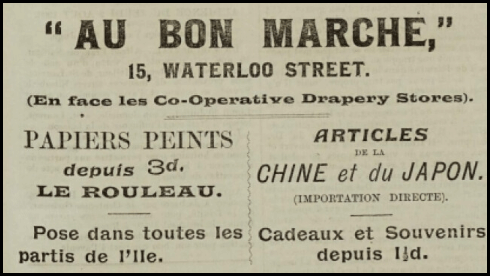 “AU BON MARCHE,”
15, WATERLOO STREET.
(En face les Co-Operative Drapery Stores).
PAPIERS PEINTS
depuis 3d.
LE ROULEAU.
Pose dans toutes les
partis de l'Ile.
ARTICLES
DE LA
CHINE et du JAPON.
(IMPORTATION DIRECTE).
Cadeaux et Souvenirs
depuis 1½d.